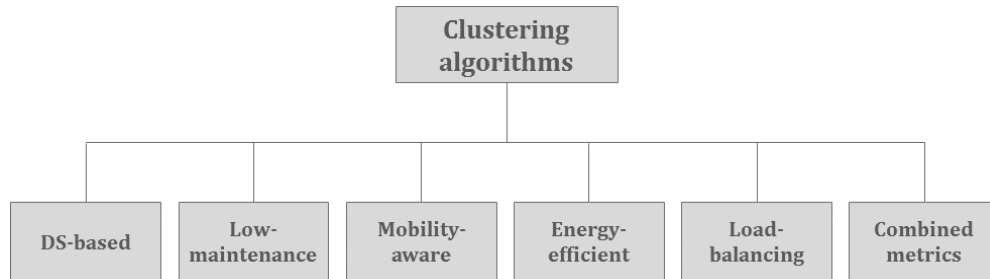 Clustering
algorithms
DS-based
Low-
maintenance
Mobility-
aware
Energy-
efficient
Load-
balancing
Combined
metrics